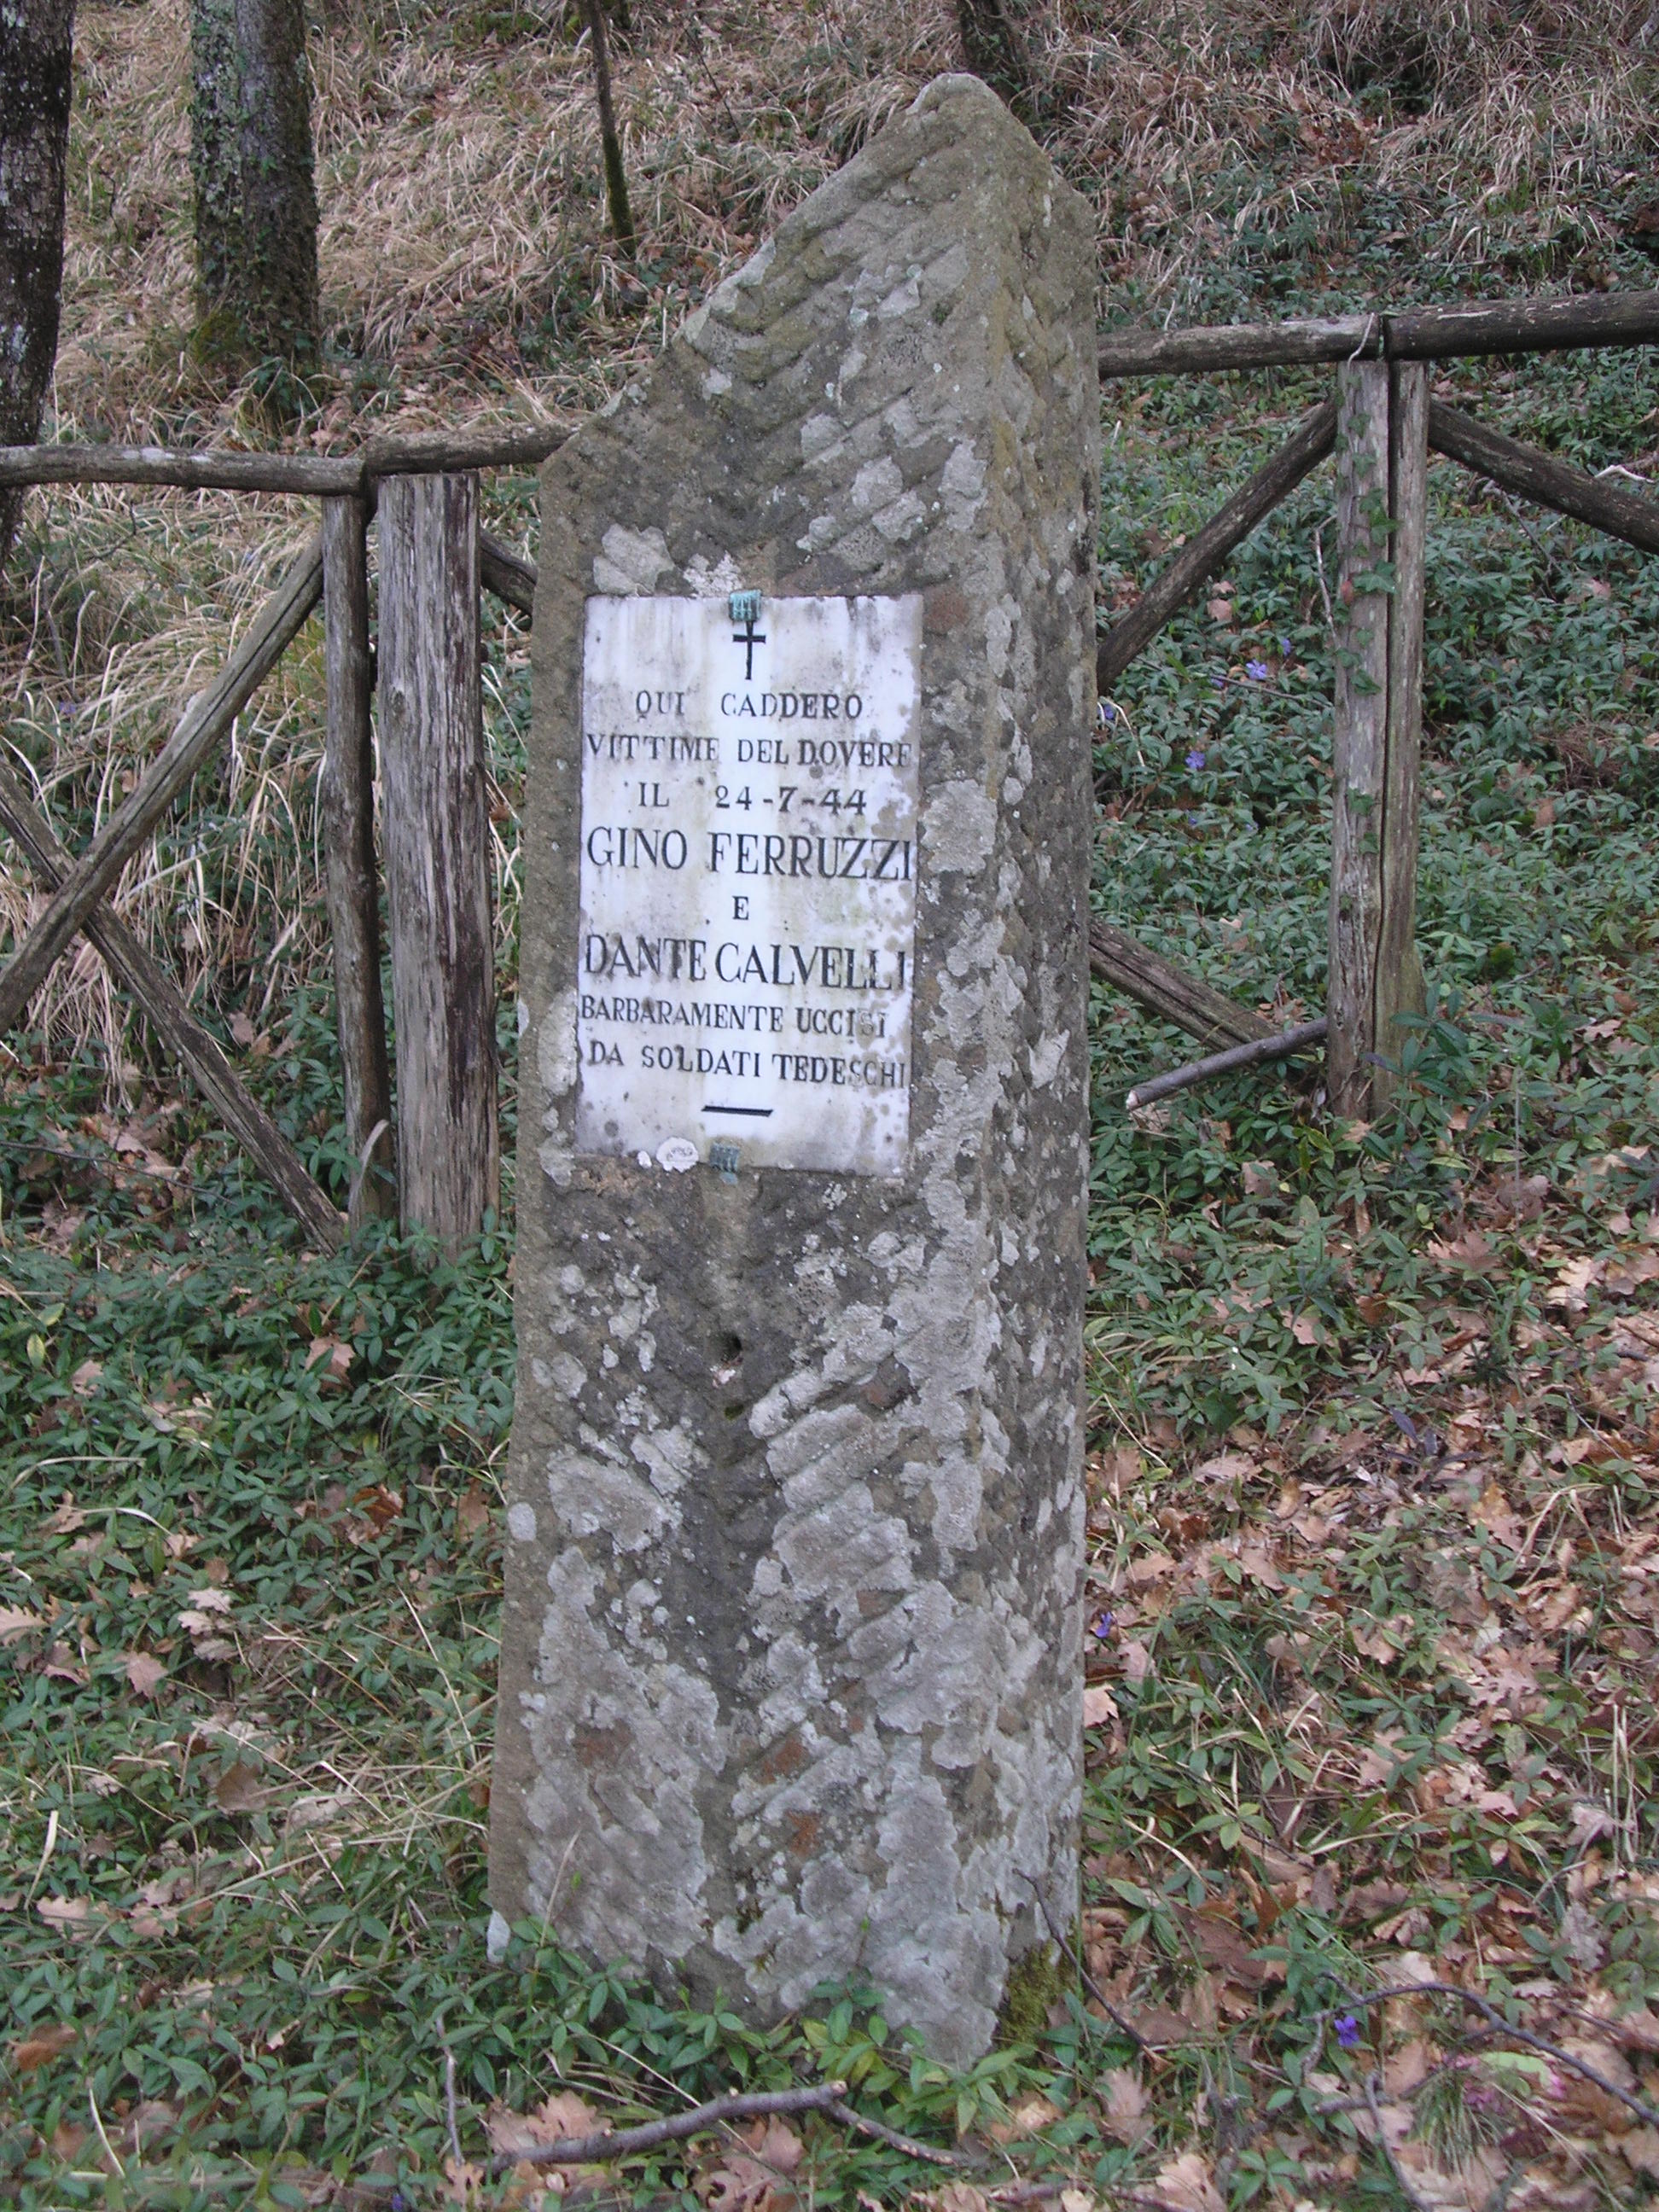 QUI CADDERO
VITTIME DEL DOVERE
IL 24-7-44
GINO FERRUZZI
E
DANTE CALVELLI
BARBARAMENTE UCCISI
DA SOLDATI TEDESCHI